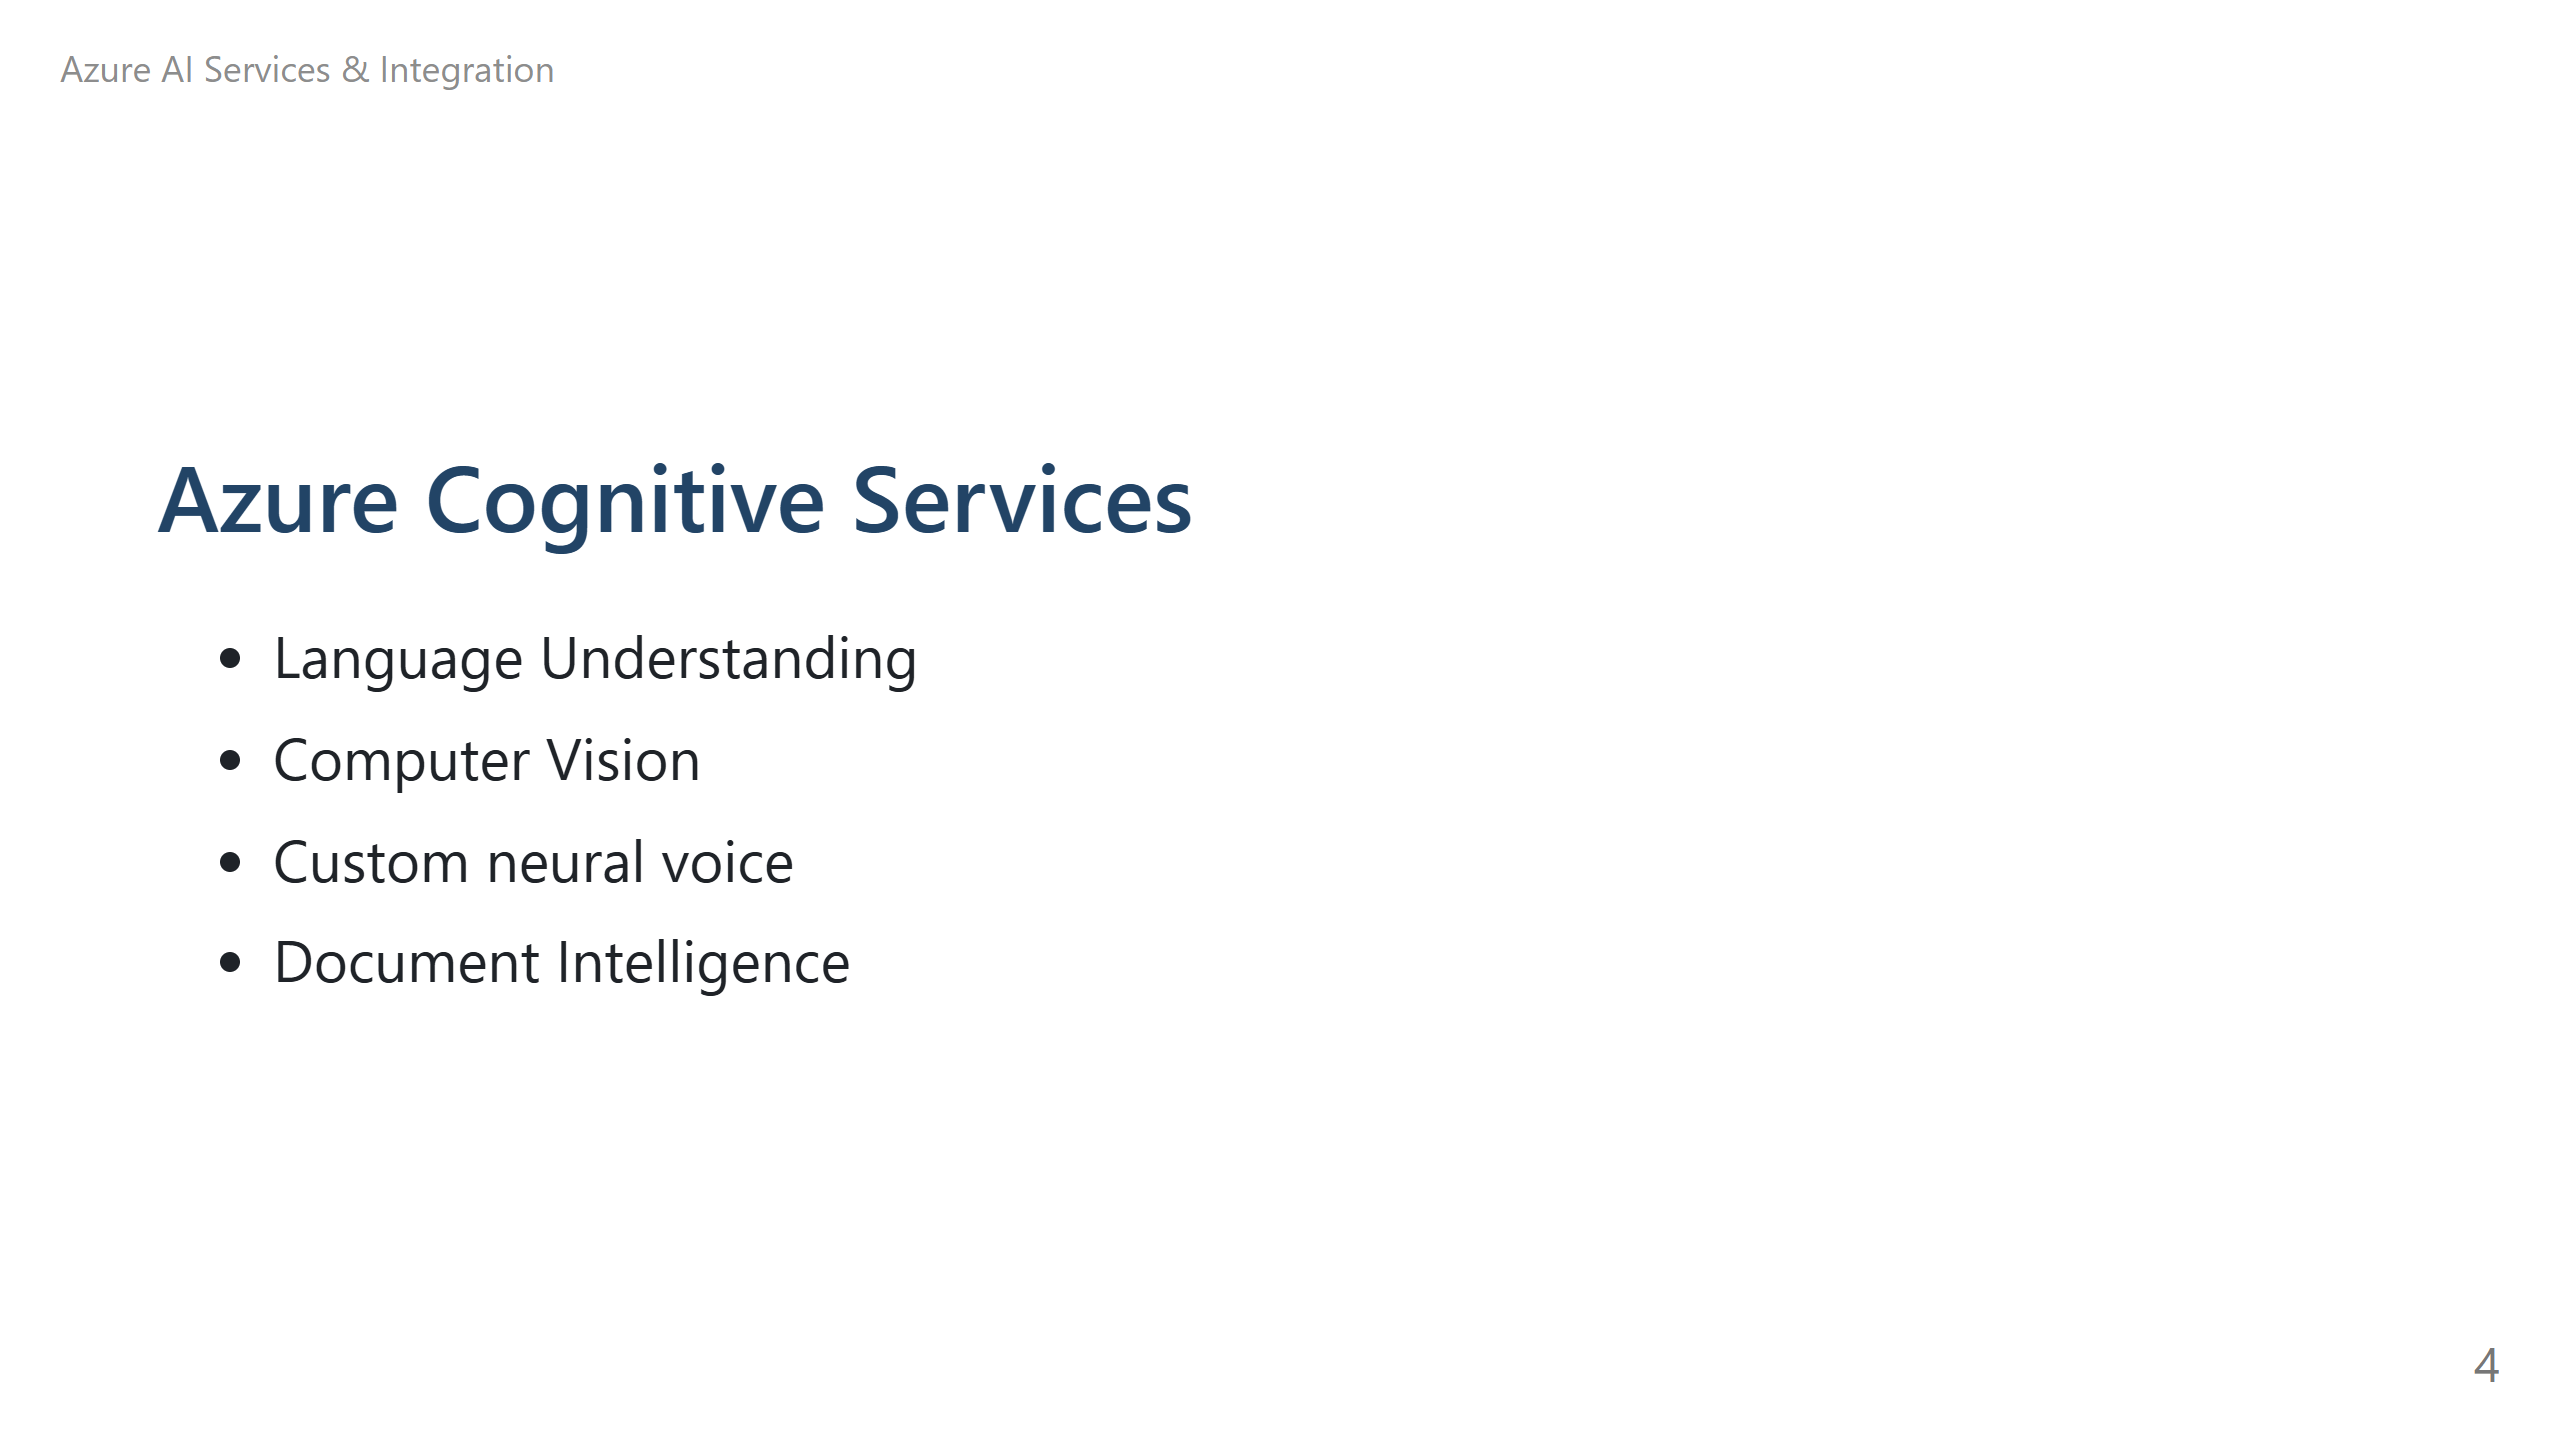 Azure AI Services & Integration
Azure Cognitive Services
• Language Understanding
• Computer Vision
• Custom neural voice
• Document Intelligence
4